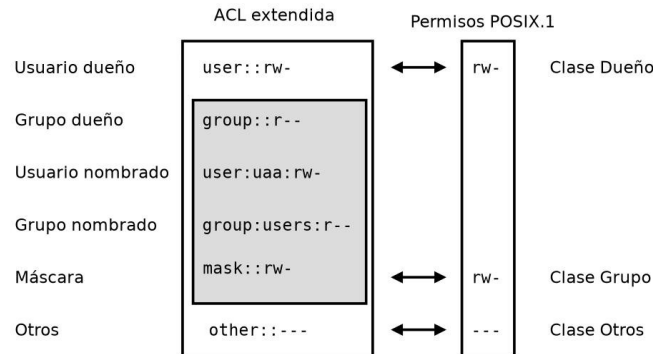 ACL extendida
Permisos POSIX.1
Usuario dueño user::rw- rw- Clase Dueño
Grupo dueño group::r--
Usuario nombrado user:uaa:rw-
Grupo nombrado group:users:r--
Máscara mask::rw- rw- Clase Grupo
Otros other::--- --- Clase Otros